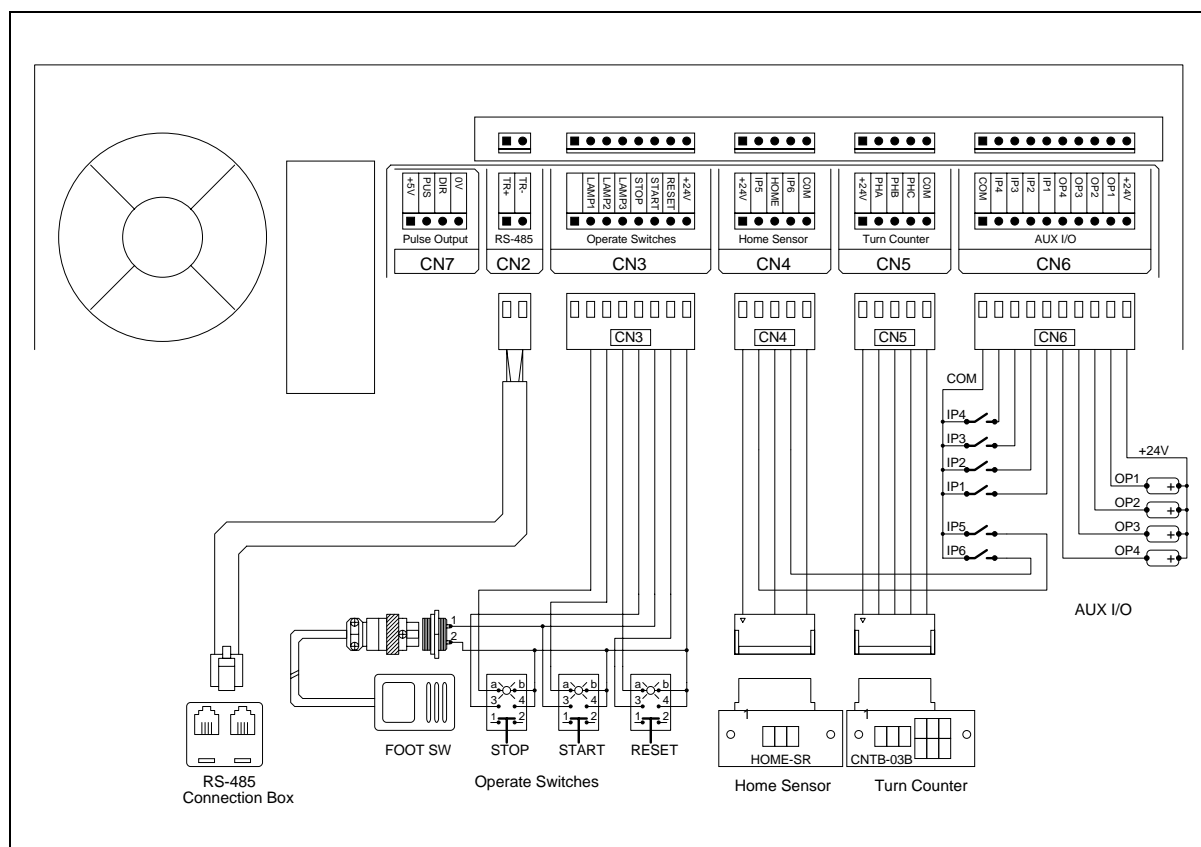 +5V
PUS
DIR
0V
TR+
TR-
LAMP1
LAMP2
LAMP3
STOP
START
RESET
+24V
+24V
IP5
HOME
IP6
COM
+24V
PHA
PHB
PHC
COM
COM
IP4
IP3
IP2
IP1
OP4
OP3
OP2
OP1
+24V
Pulse Output
RS-485
Operate Switches
Home Sensor
Turn Counter
AUX I/O
CN7
CN2
CN3
CN4
CN5
CN6
CN3
CN4
CN5
CN6
COM
IP4
IP3
IP2
IP1
IP5
IP6
+24V
OP1
OP2
OP3
OP4
+
+
+
+
AUX I/O
1
2
a b
3 4
1 2
a b
3 4
1 2
a b
3 4
1 2
FOOT SW
STOP
START
RESET
Operate Switches
1
HOME-SR
Home Sensor
1
CNTB-03B
Turn Counter
RS-485
Connection Box